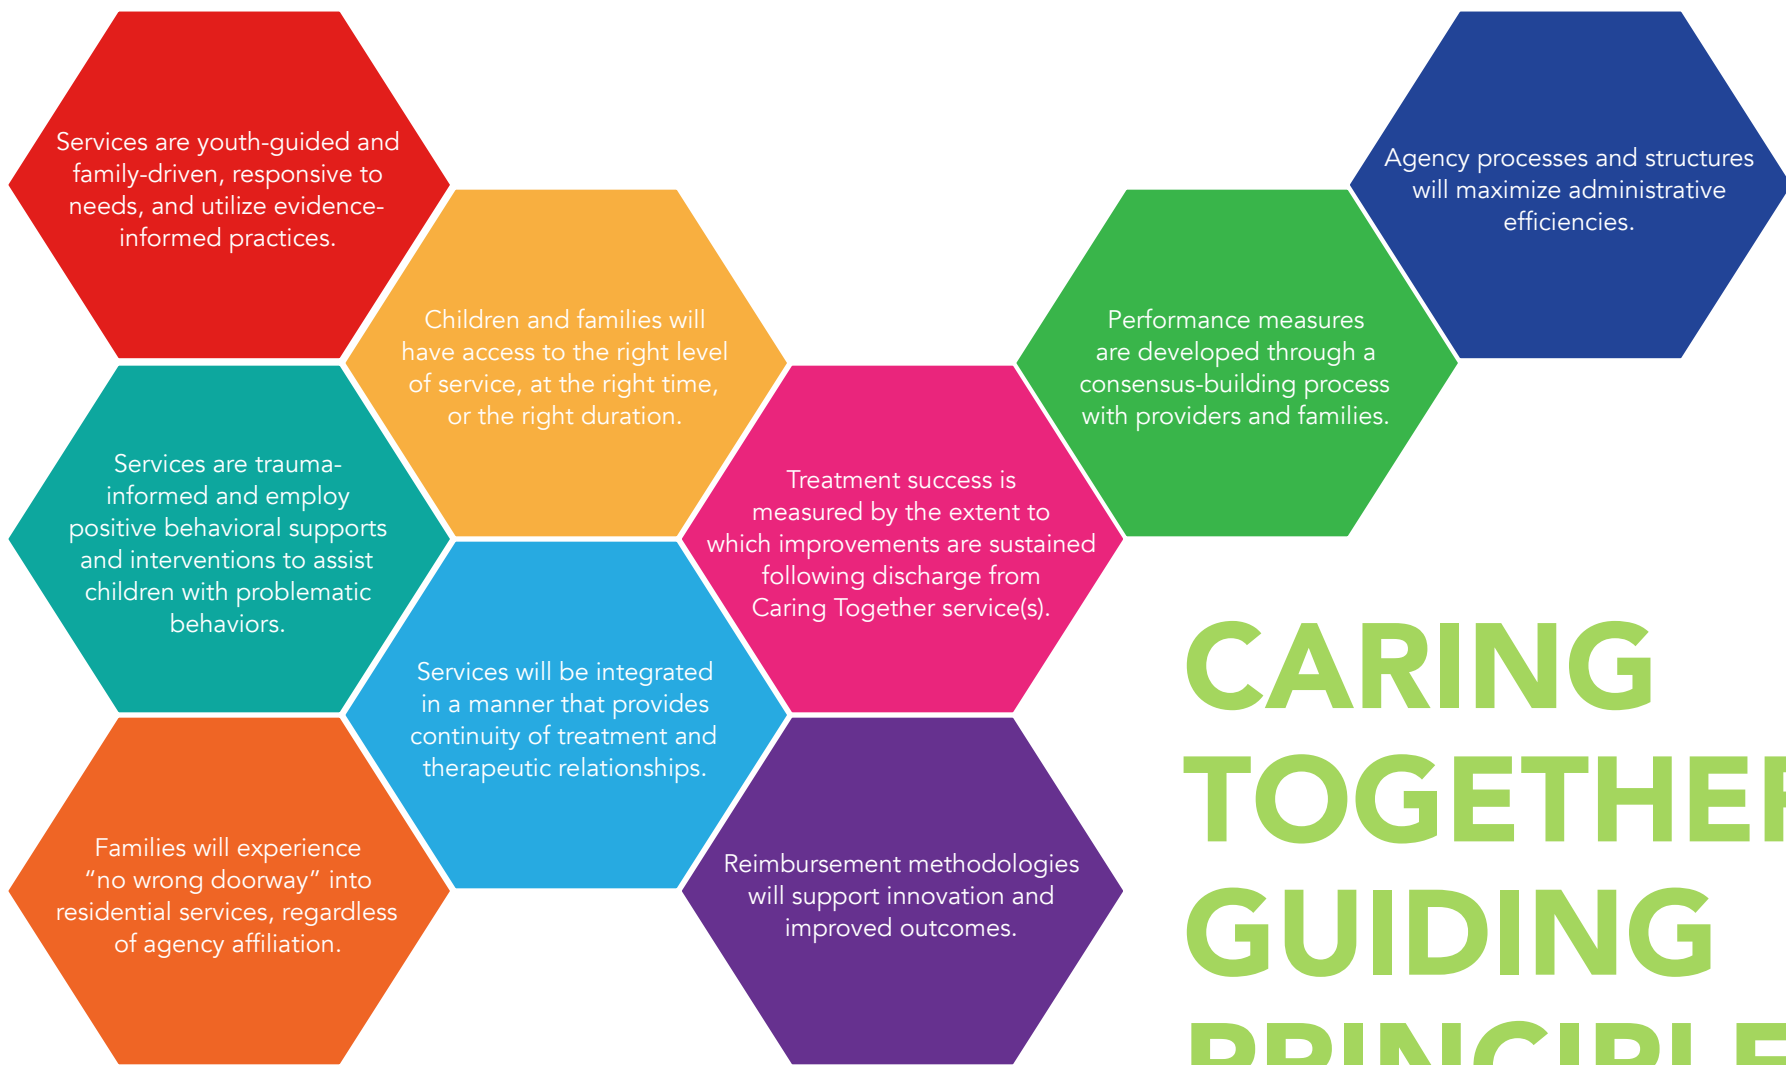 Services are youth-guided and
family-driven, responsive to
needs, and utilize evidence-
informed practices.
Children and families will
have access to the right level
of service, at the right time,
or the right duration.
Services are trauma-
informed and employ
positive behavioral supports
and interventions to assist
children with problematic
behaviors.
Services will be integrated
in a manner that provides
continuity of treatment and
therapeutic relationships.
Families will experience
“no wrong doorway” into
residential services, regardless
of agency affiliation.
Treatment success is
measured by the extent to
which improvements are sustained
following discharge from
Caring Together service(s).
Reimbursement methodologies
will support innovation and
improved outcomes.
Performance measures
are developed through a
consensus-building process
with providers and families.
Agency processes and structures
will maximize administrative
efficiencies.
CARING
TOGETHER
GUIDING
PRINCIPLE